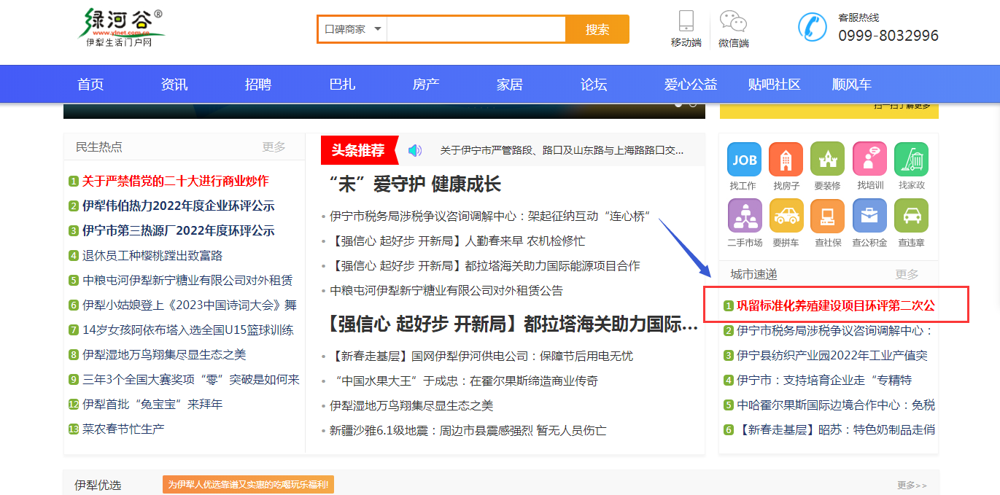 绿河谷®
www.ylnet.com.cn
伊犁生活门户网
口碑商家
搜索
移动端
微信端
客服热线
0999-8032996
首页 资讯 招聘 巴扎 房产 家居 论坛 爱心公益 贴吧社区 顺风车
扫一扫了解更多
民生热点 更多
1 关于严禁借党的二十大进行商业炒作
2 伊犁伟伯热力2022年度企业环评公示
3 伊宁市第三热源厂2022年度环评公示
4 退休员工种樱桃蹚出致富路
5 中粮屯河伊犁新宁糖业有限公司对外租赁
6 伊犁小姑娘登上《2023中国诗词大会》舞
7 14岁女孩阿依布塔入选全国U15篮球训练
8 伊犁湿地万鸟翔集尽显生态之美
9 三年3个全国大赛奖项“零”突破是如何来
12 伊犁首批“兔宝宝”来拜年
13 菜农春节忙生产
头条推荐
关于伊宁市严管路段、路口及山东路与上海路路口交...
“未”爱守护 健康成长
伊宁市税务局涉税争议咨询调解中心：架起征纳互动“连心桥”
【强信心 起好步 开新局】人勤春来早 农机检修忙
【强信心 起好步 开新局】都拉塔海关助力国际能源项目合作
中粮屯河伊犁新宁糖业有限公司对外租赁公告
【强信心 起好步 开新局】都拉塔海关助力国际...
【新春走基层】国网伊犁伊河供电公司：保障节后用电无忧
“中国水果大王”于成忠：在霍尔果斯缔造商业传奇
伊犁湿地万鸟翔集尽显生态之美
新疆沙雅6.1级地震：周边市县震感强烈 暂无人员伤亡
JOB
找工作 找房子 要装修 找培训 找家政
二手市场 要拼车 查社保 查公积金 查违章
城市速递 更多
1 巩留标准化养殖建设项目环评第二次公
2 伊宁市税务局涉税争议咨询调解中心：
3 伊宁县纺织产业园2022年工业产值突
4 伊宁市：支持培育企业走“专精特
5 中哈霍尔果斯国际边境合作中心：免税
6 【新春走基层】昭苏：特色奶制品走俏
伊犁优选
为伊犁人优选靠谱又实惠的吃喝玩乐福利!
更多>>